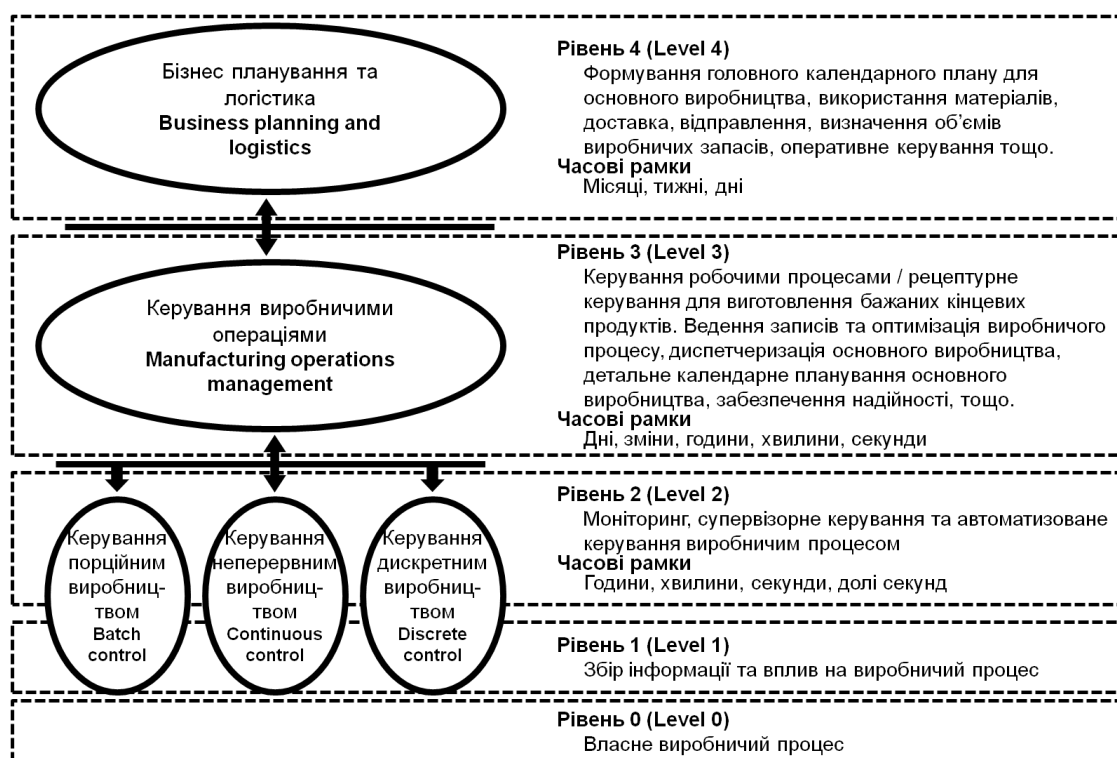 Бізнес планування та
логістика
Business planning and
logistics
Рівень 4 (Level 4)
Формування головного календарного плану для
основного виробництва, використання матеріалів,
доставка, відправлення, визначення об’ємів
виробничих запасів, оперативне керування тощо.
Часові рамки
Місяці, тижні, дні
Керування виробничими
операціями
Manufacturing operations
management
Рівень 3 (Level 3)
Керування робочими процесами / рецептурне
керування для виготовлення бажаних кінцевих
продуктів. Ведення записів та оптимізація виробничого
процесу, диспетчеризація основного виробництва,
детальне календарне планування основного
виробництва, забезпечення надійності, тощо.
Часові рамки
Дні, зміни, години, хвилини, секунди
Керування
порційним
виробниц-
твом
Batch
control
Керування
неперервним
виробниц-
твом
Continuous
control
Керування
дискретним
виробниц-
твом
Discrete
control
Рівень 2 (Level 2)
Моніторинг, супервізорне керування та автоматизоване
керування виробничим процесом
Часові рамки
Години, хвилини, секунди, долі секунд
Рівень 1 (Level 1)
Збір інформації та вплив на виробничий процес
Рівень 0 (Level 0)
Власне виробничий процес